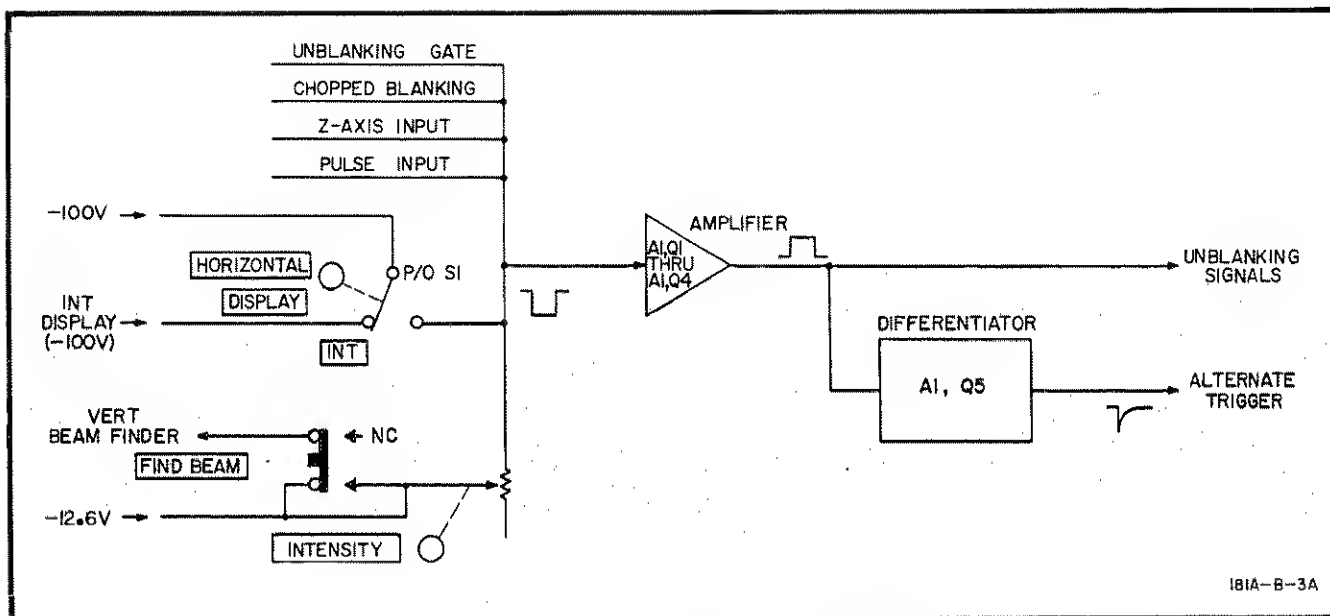 UNBLANKING GATE
CHOPPED BLANKING
Z-AXIS INPUT
PULSE INPUT
-100V
HORIZONTAL
DISPLAY
P/O S1
INT
DISPLAY
(-100V)
INT
AMPLIFIER
A1,Q1
THRU
A1,Q4
UNBLANKING
SIGNALS
DIFFERENTIATOR
A1, Q5
ALTERNATE
TRIGGER
VERT
BEAM FINDER
NC
FIND BEAM
-12.6V
INTENSITY
181A-B-3A